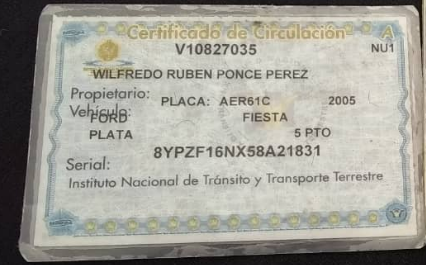 Certificado de Circulación A
V10827035 NU1
WILFREDO RUBEN PONCE PEREZ
Propietario:
PLACA: AER61C 2005
Vehículo:
FORD FIESTA
PLATA 5 PTO
8YPZF16NX58A21831
Serial:
Instituto Nacional de Tránsito y Transporte Terrestre